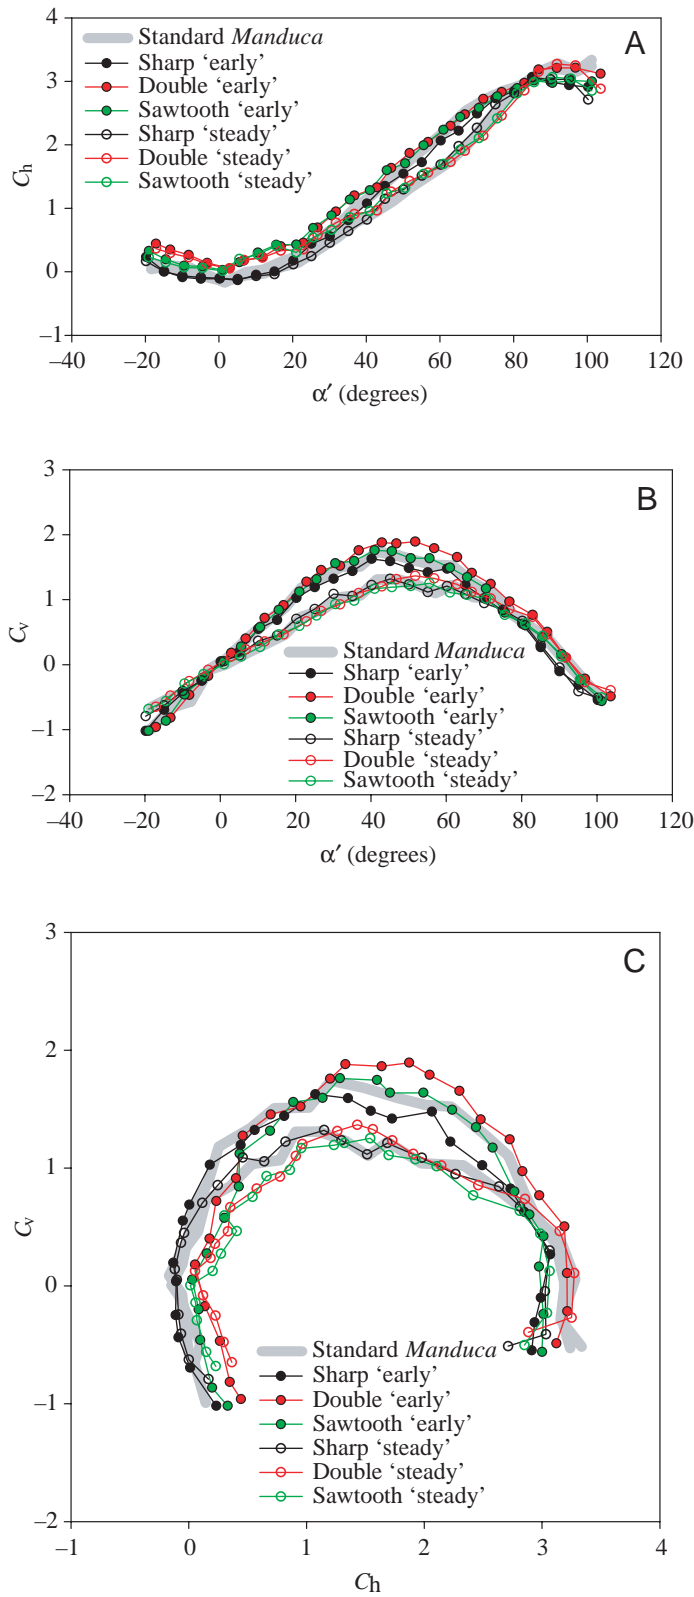 A
4
3
2
1
0
–1
Ch
Standard Manduca
Sharp ‘early’
Double ‘early’
Sawtooth ‘early’
Sharp ‘steady’
Double ‘steady’
Sawtooth ‘steady’
–40 –20 0 20 40 60 80 100 120
α′ (degrees)
B
3
2
1
0
–1
–2
Cv
Standard Manduca
Sharp ‘early’
Double ‘early’
Sawtooth ‘early’
Sharp ‘steady’
Double ‘steady’
Sawtooth ‘steady’
–40 –20 0 20 40 60 80 100 120
α′ (degrees)
C
3
2
1
0
–1
–2
Cv
Standard Manduca
Sharp ‘early’
Double ‘early’
Sawtooth ‘early’
Sharp ‘steady’
Double ‘steady’
Sawtooth ‘steady’
–1 0 1 2 3 4
Ch